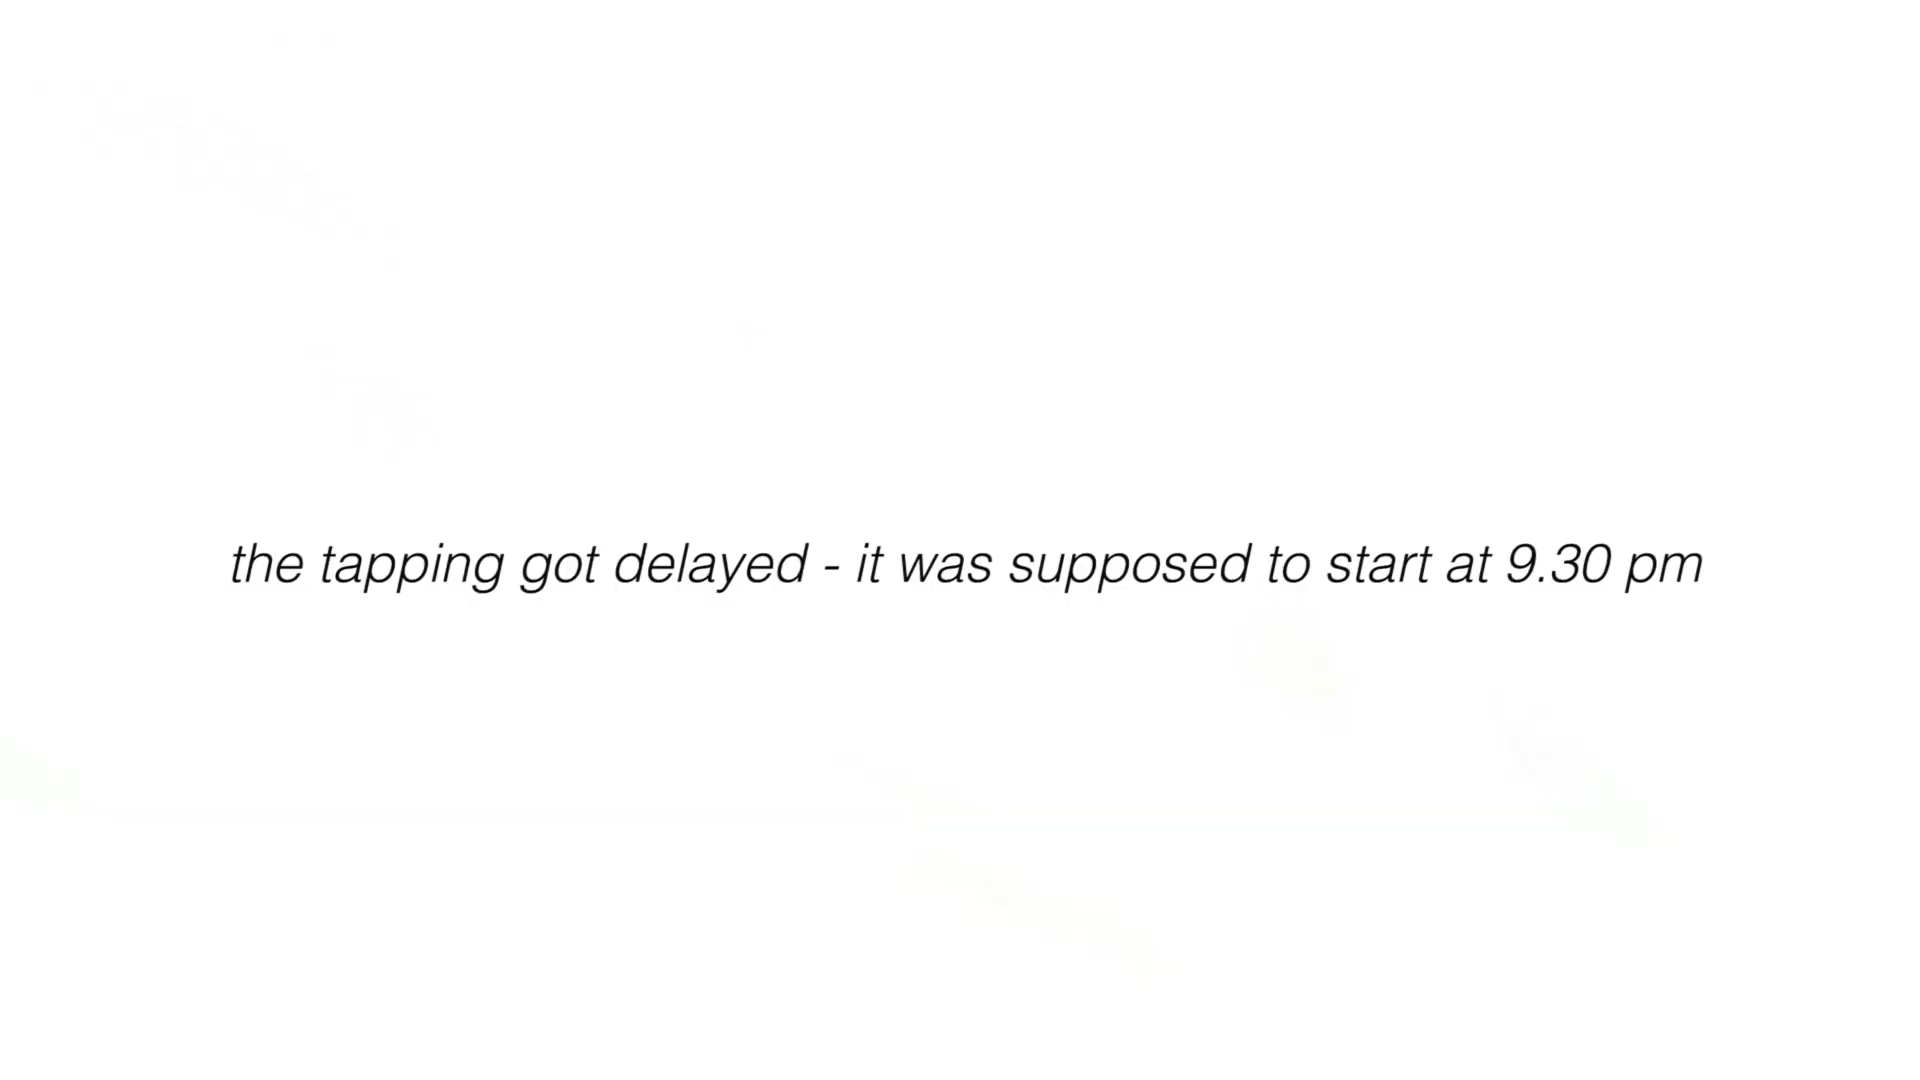 the tapping got delayed - it was supposed to start at 9.30 pm